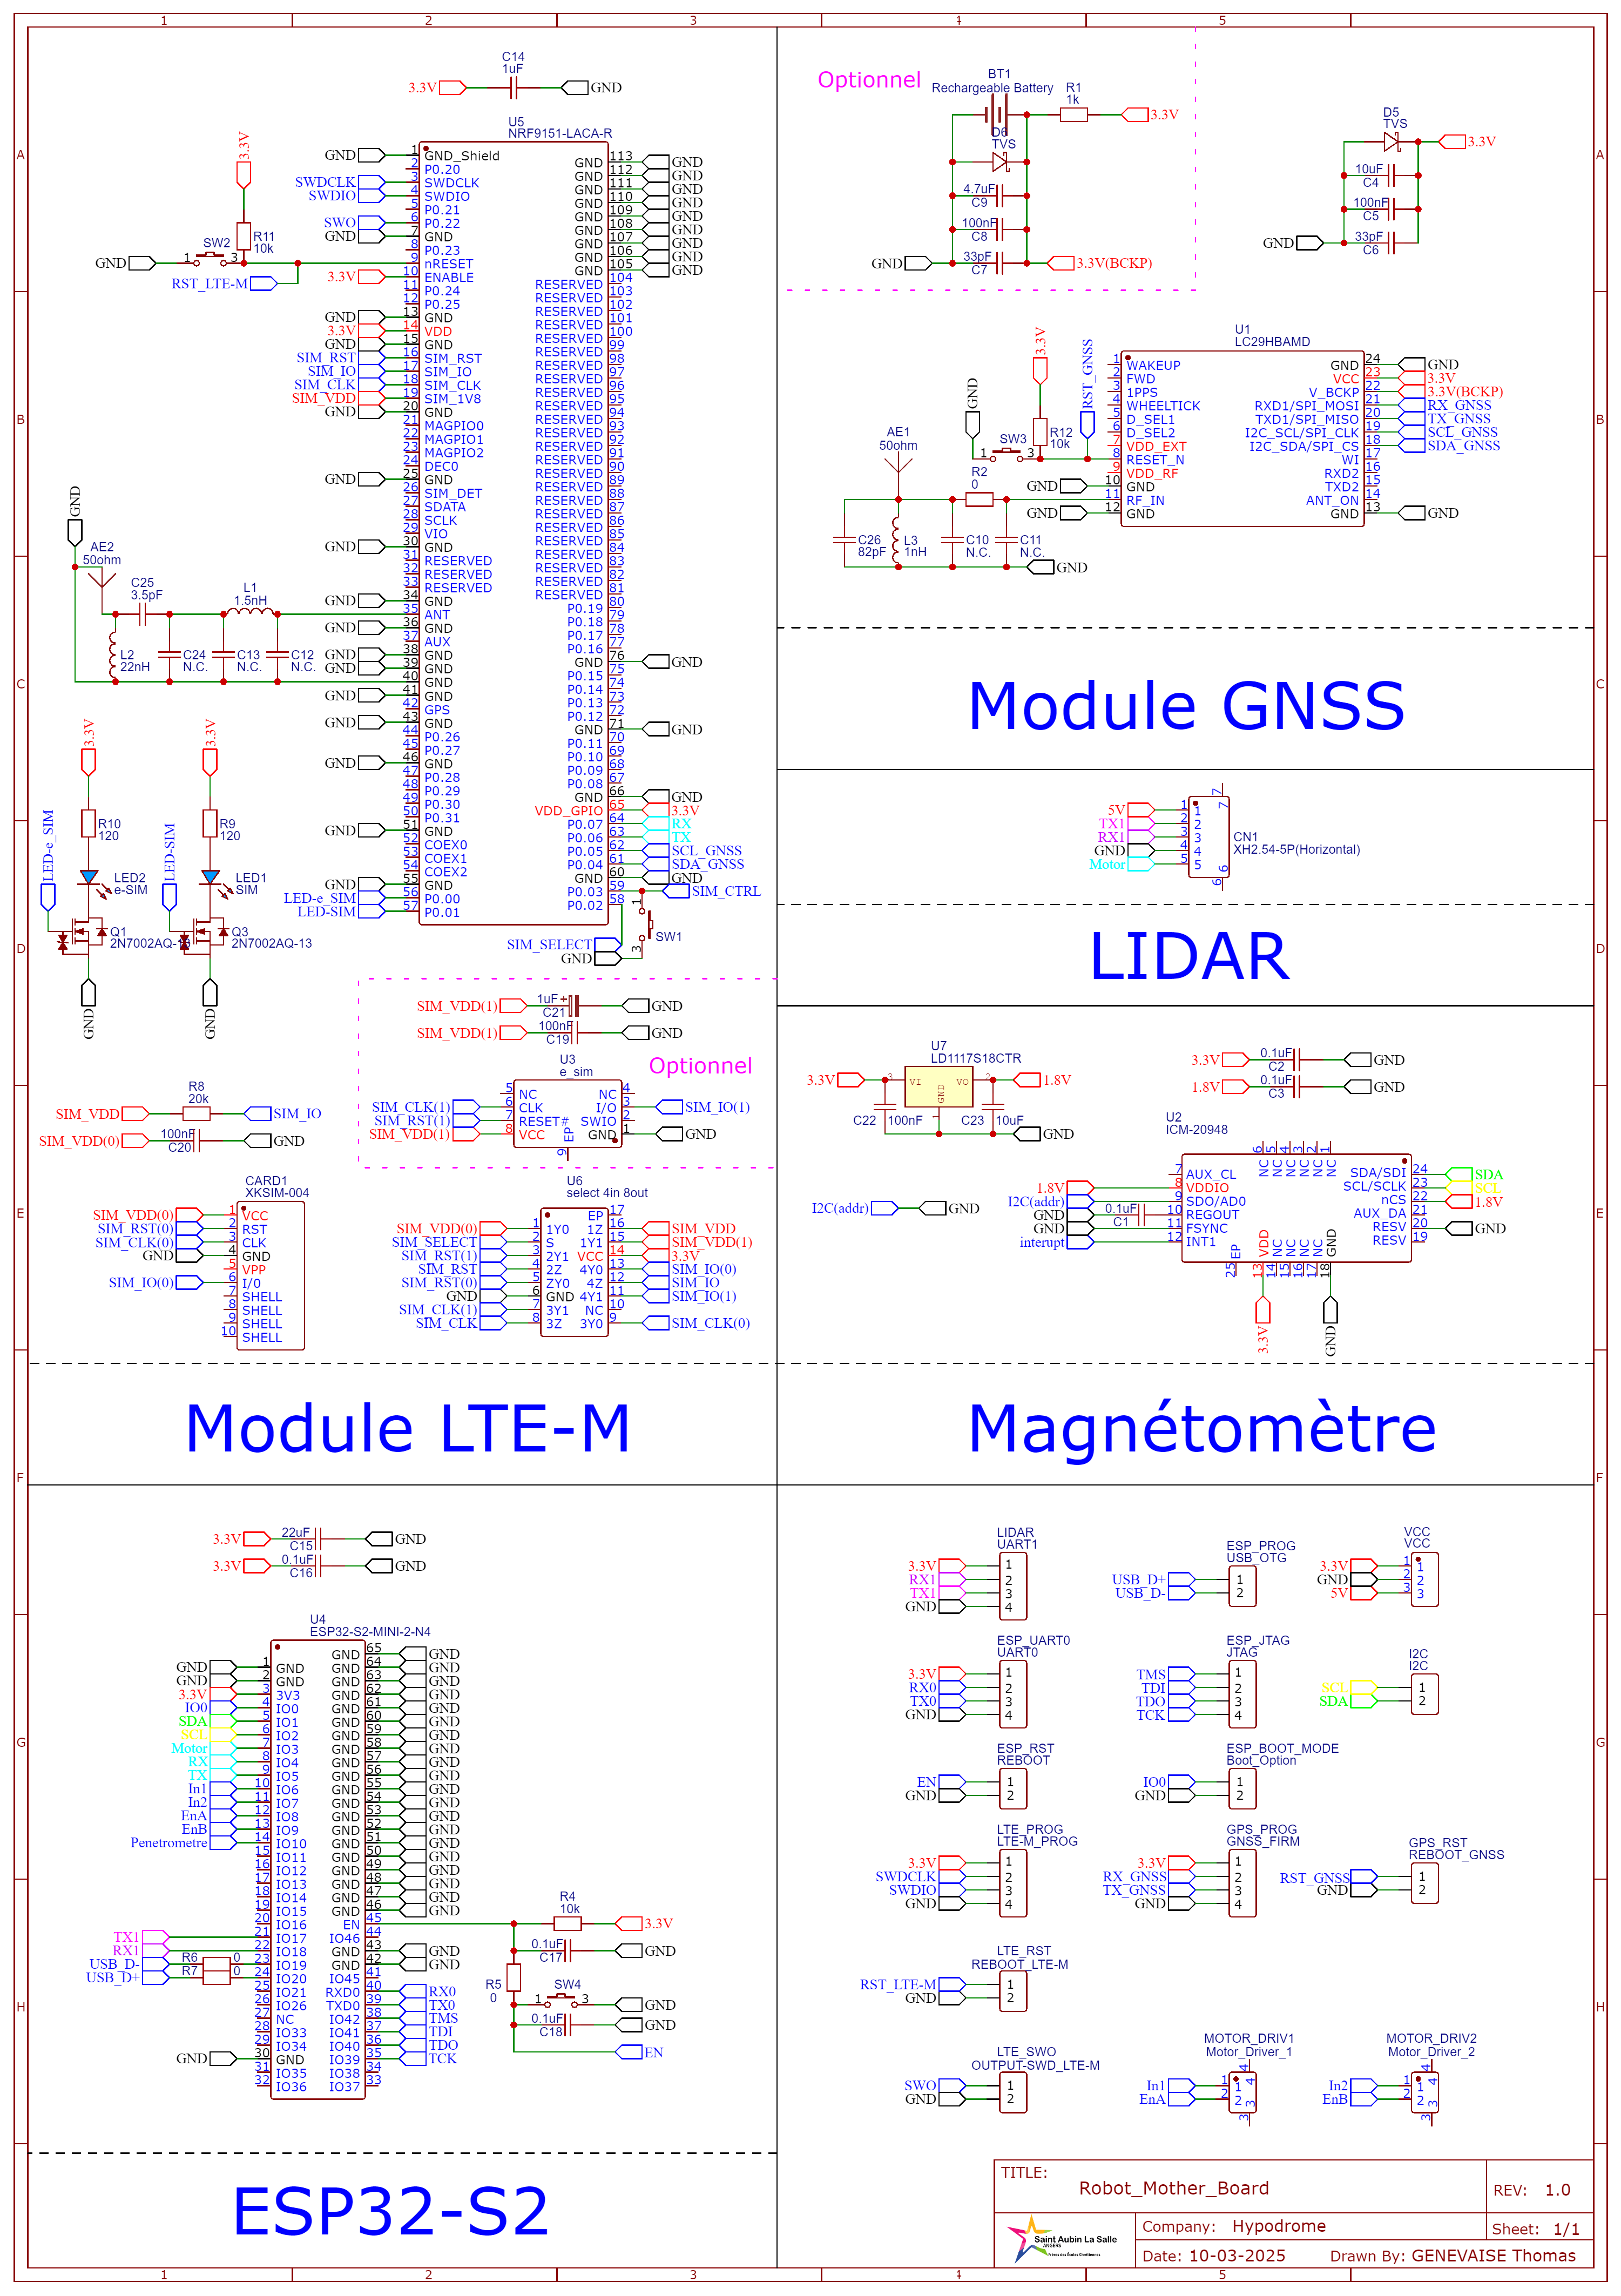 1 2 3 4 5
A
B
C
D
E
F
G
H
C14
1uF
3.3V GND
U5
NRF9151-LACA-R
GND 1 GND_Shield
2 P0.20
SWDCLK 3 SWDCLK
SWDIO 4 SWDIO
5 P0.21
SWO 6 P0.22
GND 7 GND
8 P0.23
9 nRESET
3.3V 10 ENABLE
11 P0.24
12 P0.25
GND 13 GND
3.3V 14 VDD
GND 15 GND
SIM_RST 16 SIM_RST
SIM_IO 17 SIM_IO
SIM_CLK 18 SIM_CLK
SIM_VDD 19 SIM_1V8
GND 20 GND
21 MAGPIO0
22 MAGPIO1
23 MAGPIO2
24 DEC0
GND 25 GND
26 SIM_DET
27 SDATA
28 SCLK
29 VIO
GND 30 GND
31 RESERVED
32 RESERVED
33 RESERVED
GND 34 GND
35 ANT
GND 36 GND
37 AUX
GND 38 GND
GND 39 GND
40 GND
GND 41 GND
42 GPS
GND 43 GND
44 P0.26
45 P0.27
GND 46 GND
47 P0.28
48 P0.29
49 P0.30
50 P0.31
GND 51 GND
52 COEX0
53 COEX1
54 COEX2
GND 55 GND
LED-e_SIM 56 P0.00
LED-SIM 57 P0.01
GND 113 GND
GND 112 GND
GND 111 GND
GND 110 GND
GND 109 GND
GND 108 GND
GND 107 GND
GND 106 GND
GND 105 GND
RESERVED 104
RESERVED 103
RESERVED 102
RESERVED 101
RESERVED 100
RESERVED 99
RESERVED 98
RESERVED 97
RESERVED 96
RESERVED 95
RESERVED 94
RESERVED 93
RESERVED 92
RESERVED 91
RESERVED 90
RESERVED 89
RESERVED 88
RESERVED 87
RESERVED 86
RESERVED 85
RESERVED 84
RESERVED 83
RESERVED 82
RESERVED 81
P0.19 80
P0.18 79
P0.17 78
P0.16 77
GND 76 GND
P0.15 75
P0.14 74
P0.13 73
P0.12 72
GND 71 GND
P0.11 70
P0.10 69
P0.09 68
P0.08 67
GND 66 GND
VDD_GPIO 65 3.3V
P0.07 64 RX
P0.06 63 TX
P0.05 62 SCL_GNSS
P0.04 61 SDA_GNSS
GND 60 GND
P0.03 59 SIM_CTRL
P0.02 58
1 SW1 3
SIM_SELECT
GND
3.3V
R11
10k
SW2
GND 1 3
RST_LTE-M
GND
AE2
50ohm
C25
3.5pF
L1
1.5nH
L2
22nH
C24
N.C.
C13
N.C.
C12
N.C.
3.3V 3.3V
R10
120
R9
120
LED-e_SIM LED-SIM
LED2
e-SIM
LED1
SIM
Q1
2N7002AQ-13
Q3
2N7002AQ-13
GND GND
SIM_VDD(1) 1uF + C21 GND
SIM_VDD(1) 100nF C19 GND
Optionnel
U3
e_sim
5 NC NC 4
SIM_CLK(1) 6 CLK I/O 3 SIM_IO(1)
SIM_RST(1) 7 RESET# SWIO 2
SIM_VDD(1) 8 VCC GND 1 GND
EP 9
R8
20k
SIM_VDD SIM_IO
SIM_VDD(0) 100nF C20 GND
CARD1
XKSIM-004
SIM_VDD(0) 1 VCC
SIM_RST(0) 2 RST
SIM_CLK(0) 3 CLK
GND 4 GND
5 VPP
SIM_IO(0) 6 I/0
7 SHELL
8 SHELL
9 SHELL
10 SHELL
U6
select 4in 8out
EP 17
SIM_VDD(0) 1 1Y0 1Z 16 SIM_VDD
SIM_SELECT 2 S 1Y1 15 SIM_VDD(1)
SIM_RST(1) 3 2Y1 VCC 14 3.3V
SIM_RST 4 2Z 4Y0 13 SIM_IO(0)
SIM_RST(0) 5 ZY0 4Z 12 SIM_IO
GND 6 GND 4Y1 11 SIM_IO(1)
SIM_CLK(1) 7 3Y1 NC 10
SIM_CLK 8 3Z 3Y0 9 SIM_CLK(0)
Module LTE-M
Optionnel
BT1
Rechargeable Battery
R1
1k
3.3V
D6
TVS
4.7uF
C9
100nF
C8
33pF
C7
GND 3.3V(BCKP)
D5
TVS
3.3V
10uF
C4
100nF
C5
33pF
C6
GND
U1
LC29HBAMD
1 WAKEUP GND 24 GND
2 FWD VCC 23 3.3V
3 1PPS V_BCKP 22 3.3V(BCKP)
4 WHEELTICK RXD1/SPI_MOSI 21 RX_GNSS
5 D_SEL1 TXD1/SPI_MISO 20 TX_GNSS
6 D_SEL2 I2C_SCL/SPI_CLK 19 SCL_GNSS
7 VDD_EXT I2C_SDA/SPI_CS 18 SDA_GNSS
8 RESET_N WI 17
9 VDD_RF RXD2 16
GND 10 GND TXD2 15
11 RF_IN ANT_ON 14
GND 12 GND GND 13 GND
3.3V
RST_GNSS
GND
R12
10k
SW3
1 3
AE1
50ohm
R2
0
C26
82pF
L3
1nH
C10
N.C.
C11
N.C.
GND
Module GNSS
7
7
5V 1 1
TX1 2 2
RX1 3 3
GND 4 4
Motor 5 5
6
6
CN1
XH2.54-5P(Horizontal)
LIDAR
U7
LD1117S18CTR
3.3V 3 VI VO 2 1.8V
GND
1
C22 100nF
C23 10uF
GND
3.3V 0.1uF C2 GND
1.8V 0.1uF C3 GND
U2
ICM-20948
6 5 4 3 2 1
NC NC NC NC NC NC
7 AUX_CL SDA/SDI 24 SDA
1.8V 8 VDDIO SCL/SCLK 23 SCL
I2C(addr) 9 SDO/AD0 nCS 22 1.8V
GND 0.1uF C1 10 REGOUT AUX_DA 21
GND 11 FSYNC RESV 20 GND
interupt 12 INT1 RESV 19
EP VDD NC NC NC NC GND
25 13 14 15 16 17 18
3.3V GND
I2C(addr) GND
Magnétomètre
3.3V 22uF C15 GND
3.3V 0.1uF C16 GND
U4
ESP32-S2-MINI-2-N4
GND 65 GND
GND 1 GND GND 64 GND
GND 2 GND GND 63 GND
3.3V 3 3V3 GND 62 GND
IO0 4 IO0 GND 61 GND
SDA 5 IO1 GND 60 GND
SCL 6 IO2 GND 59 GND
Motor 7 IO3 GND 58 GND
RX 8 IO4 GND 57 GND
TX 9 IO5 GND 56 GND
In1 10 IO6 GND 55 GND
In2 11 IO7 GND 54 GND
EnA 12 IO8 GND 53 GND
EnB 13 IO9 GND 52 GND
Penetrometre 14 IO10 GND 51 GND
15 IO11 GND 50 GND
16 IO12 GND 49 GND
17 IO13 GND 48 GND
18 IO14 GND 47 GND
19 IO15 GND 46 GND
20 IO16 EN 45
TX1 21 IO17 IO46 44
RX1 22 IO18 GND 43 GND
USB_D- R6 0 23 IO19 GND 42 GND
USB_D+ R7 0 24 IO20 IO45 41
25 IO21 RXD0 40 RX0
26 IO26 TXD0 39 TX0
27 NC IO42 38 TMS
28 IO33 IO41 37 TDI
29 IO34 IO40 36 TDO
GND 30 GND IO39 35 TCK
31 IO35 IO38 34
32 IO36 IO37 33
R4
10k
3.3V
0.1uF
C17
GND
R5
0
SW4
1 3 GND
0.1uF
C18
GND
EN
ESP32-S2
LIDAR
UART1
3.3V 1
RX1 2
TX1 3
GND 4
ESP_PROG
USB_OTG
USB_D+ 1
USB_D- 2
VCC
VCC
3.3V 1 1
GND 2 2
5V 3 3
ESP_UART0
UART0
3.3V 1
RX0 2
TX0 3
GND 4
ESP_JTAG
JTAG
TMS 1
TDI 2
TDO 3
TCK 4
I2C
I2C
SCL 1
SDA 2
ESP_RST
REBOOT
EN 1
GND 2
ESP_BOOT_MODE
Boot_Option
IO0 1
GND 2
LTE_PROG
LTE-M_PROG
3.3V 1
SWDCLK 2
SWDIO 3
GND 4
GPS_PROG
GNSS_FIRM
3.3V 1
RX_GNSS 2
TX_GNSS 3
GND 4
GPS_RST
REBOOT_GNSS
RST_GNSS 1
GND 2
LTE_RST
REBOOT_LTE-M
RST_LTE-M 1
GND 2
LTE_SWO
OUTPUT-SWD_LTE-M
SWO 1
GND 2
MOTOR_DRIV1
Motor_Driver_1
4
In1 1 1 4
EnA 2 2 3
3
MOTOR_DRIV2
Motor_Driver_2
4
In2 1 1 4
EnB 2 2 3
3
TITLE:
Robot_Mother_Board
REV: 1.0
Saint Aubin La Salle
ANGERS
Frères des Écoles Chrétiennes
Company: Hypodrome
Sheet: 1/1
Date: 10-03-2025 Drawn By: GENEVAISE Thomas
1 2 3 4 5
A
B
C
D
E
F
G
H